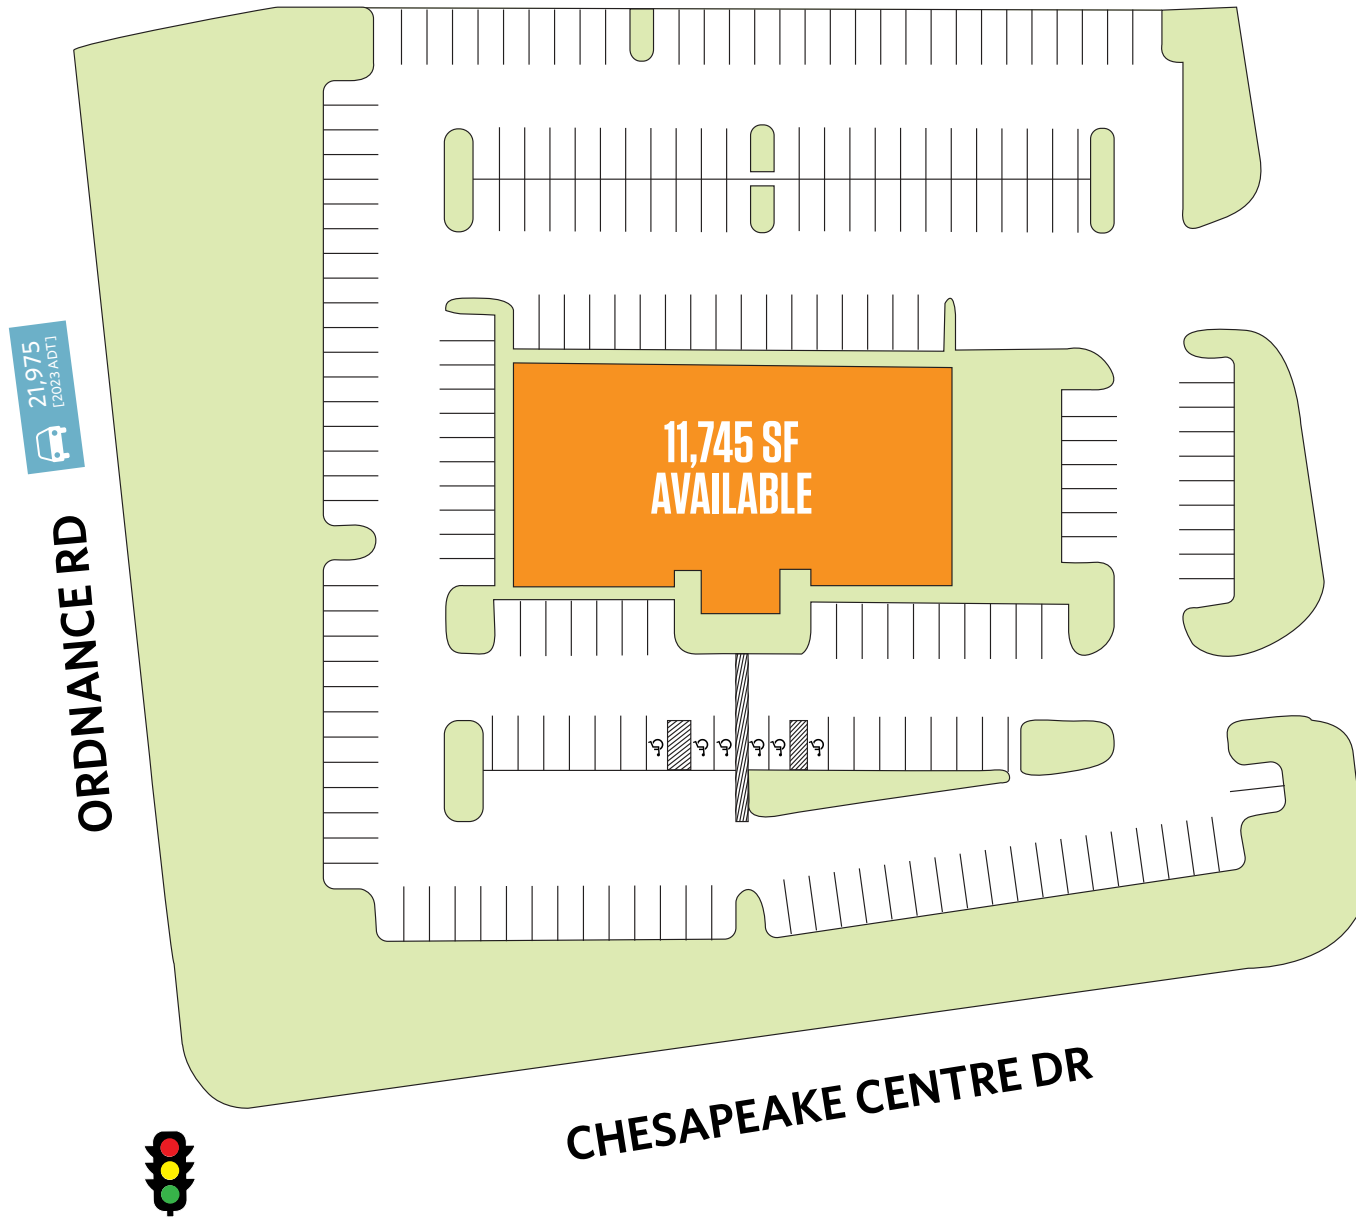 21,975
[2023 ADT]
11,745 SF
AVAILABLE
ORDNANCE RD
CHESAPEAKE CENTRE DR